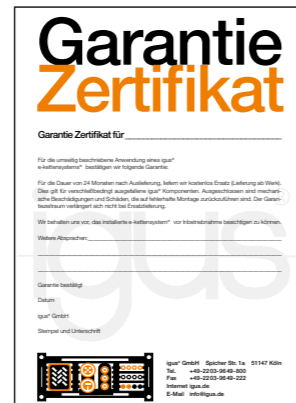 Garantie
Zertifikat
Garantie Zertifikat für
Für die umseitig beschriebene Anwendung eines igus®
e-kettensystems® bestätigen wir folgende Garantie:
Für die Dauer von 24 Monaten nach Auslieferung, liefern wir kostenlos Ersatz (Lieferung ab Werk).
Dies gilt für verschleißbedingt ausgefallene igus® Komponenten. Ausgeschlossen sind mechani-
sche Beschädigungen und Schäden, die auf fehlerhafte Montage zurückzuführen sind. Der Garan-
tiezeitraum verlängert sich nicht bei Ersatzlieferung.
Wir behalten uns vor, das installierte e-kettensystem® vor Inbetriebnahme besichtigen zu können.
Weitere Absprachen:
Garantie bestätigt
Datum
igus® GmbH
Stempel und Unterschrift
igus®
igus® GmbH Spicher Str. 1a 51147 Köln
Tel. +49-2203-9649-800
Fax +49-2203-9649-222
Internet igus.de
E-Mail info@igus.de